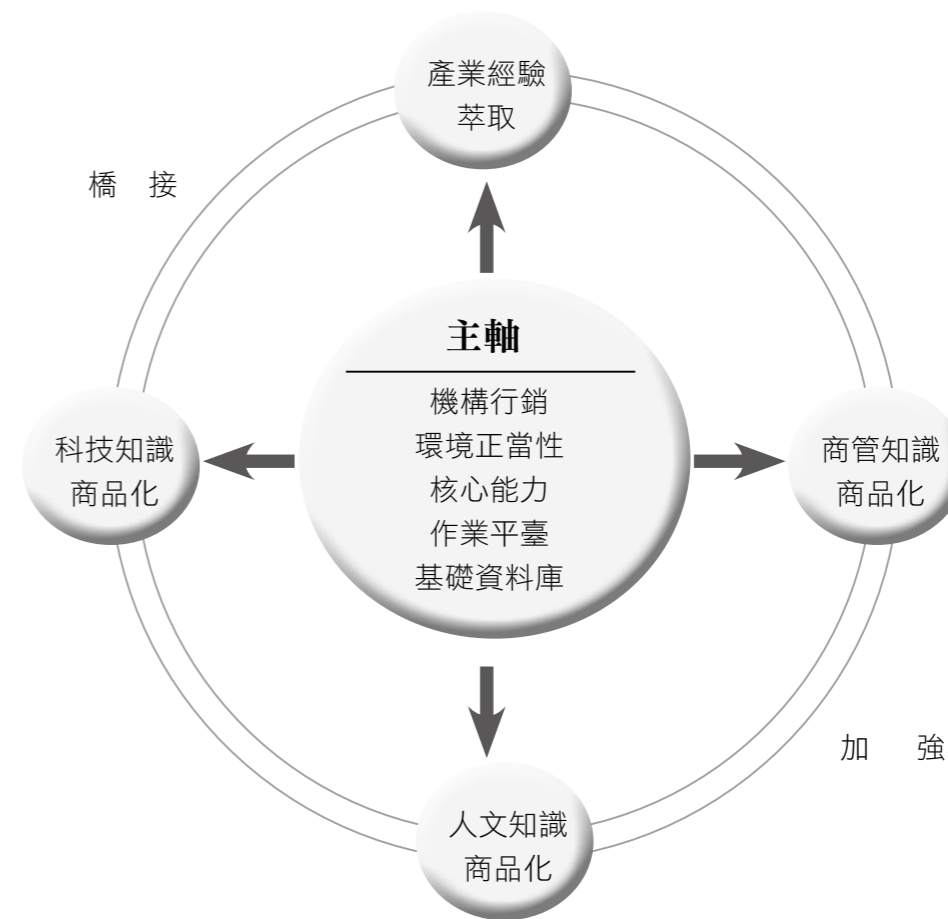 產業經驗
萃取
橋 接
主軸
機構行銷
環境正當性
核心能力
作業平臺
基礎資料庫
科技知識
商品化
商管知識
商品化
加 強
人文知識
商品化